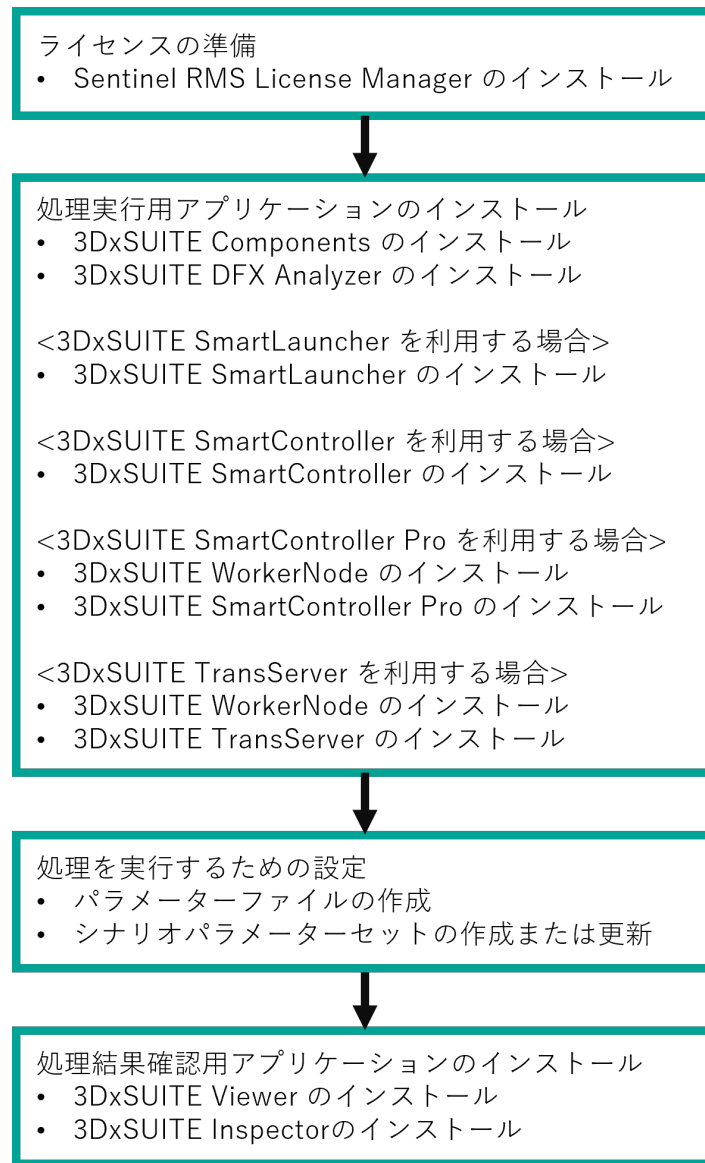 ライセンスの準備
• Sentinel RMS License Manager のインストール
処理実行用アプリケーションのインストール
• 3DxSUITE Components のインストール
• 3DxSUITE DFX Analyzer のインストール
<3DxSUITE SmartLauncher を利用する場合>
• 3DxSUITE SmartLauncher のインストール
<3DxSUITE SmartController を利用する場合>
• 3DxSUITE SmartController のインストール
<3DxSUITE SmartController Pro を利用する場合>
• 3DxSUITE WorkerNode のインストール
• 3DxSUITE SmartController Pro のインストール
<3DxSUITE TransServer を利用する場合>
• 3DxSUITE WorkerNode のインストール
• 3DxSUITE TransServer のインストール
処理を実行するための設定
• パラメーターファイルの作成
• シナリオパラメーターセットの作成または更新
処理結果確認用アプリケーションのインストール
• 3DxSUITE Viewer のインストール
• 3DxSUITE Inspectorのインストール